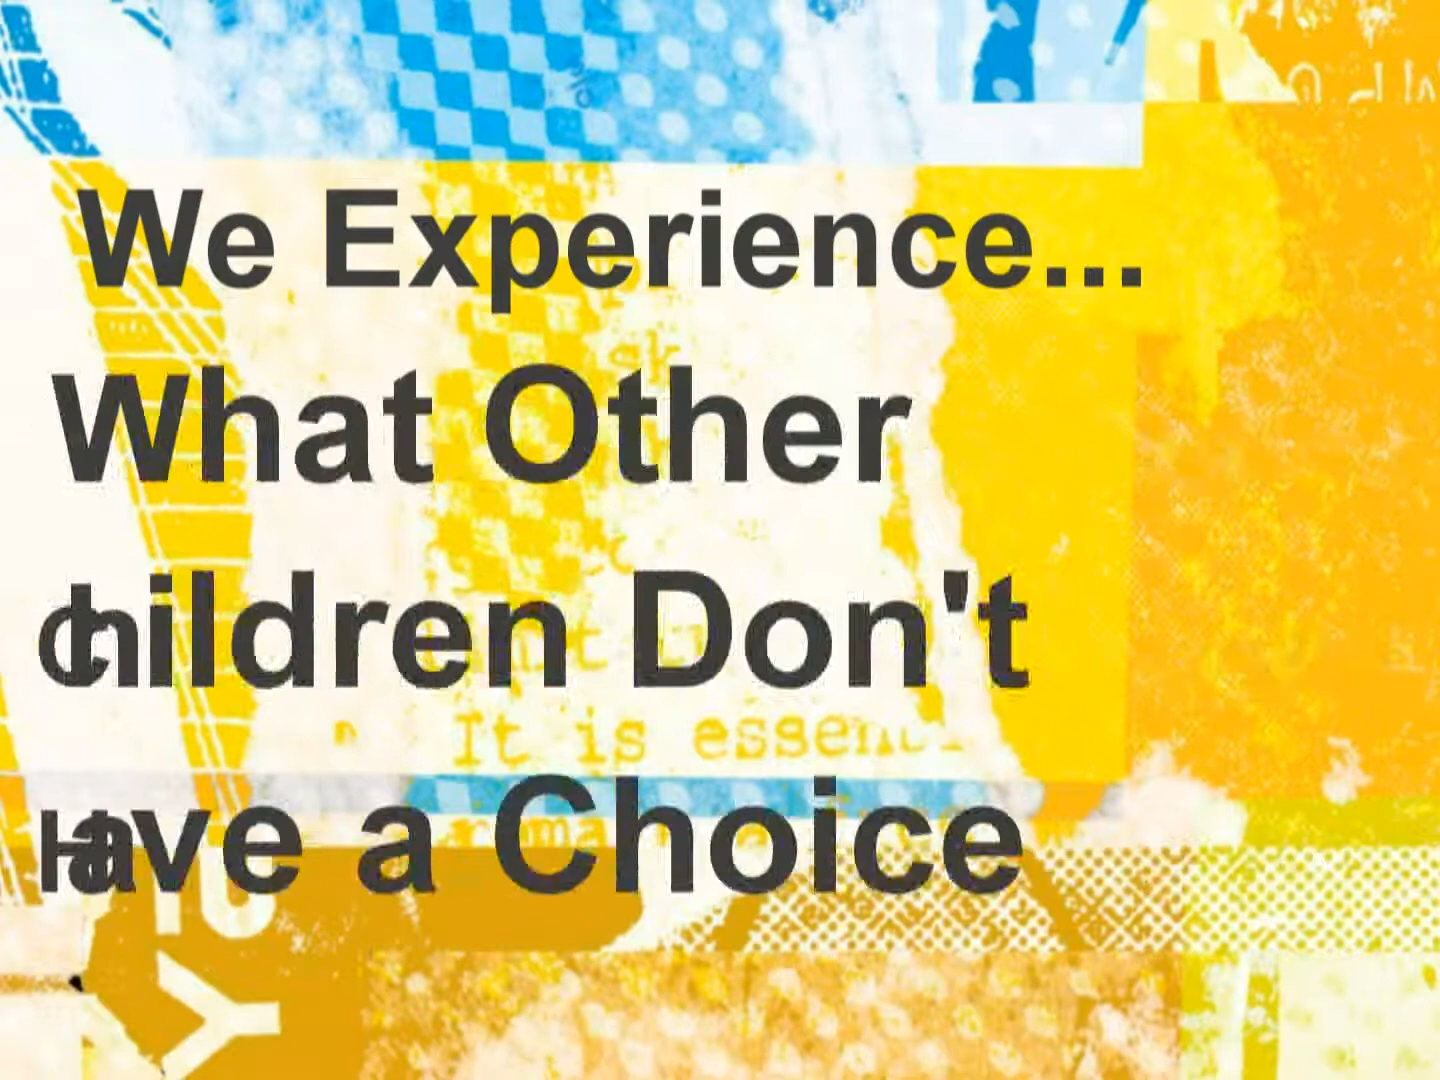 We Experience...
What Other
Children Don't
It is essen
Have a Choice